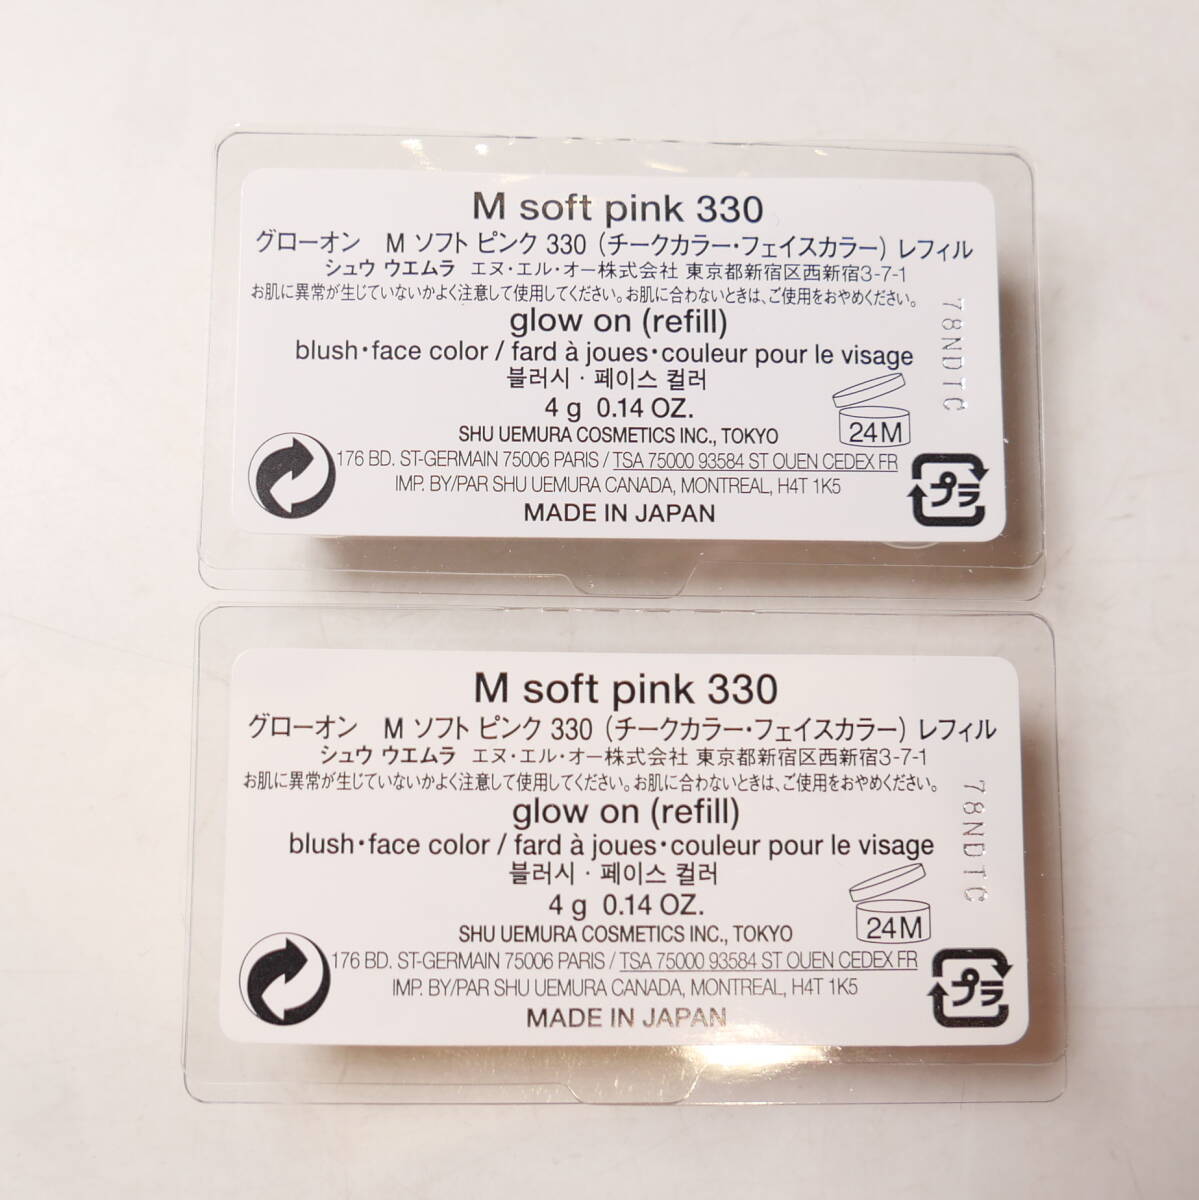 M soft pink 330
グローオン　M ソフト ピンク 330（チークカラー・フェイスカラー）レフィル
シュウ ウエムラ エヌ・エル・オー株式会社 東京都新宿区西新宿3-7-1
お肌に異常が生じていないかよく注意して使用してください。お肌に合わないときは、ご使用をおやめください。
glow on (refill)
blush・face color / fard à joues・couleur pour le visage
블러시 · 페이스 컬러
4 g 0.14 OZ.
SHU UEMURA COSMETICS INC., TOKYO
176 BD. ST-GERMAIN 75006 PARIS / TSA 75000 93584 ST OUEN CEDEX FR
IMP. BY/PAR SHU UEMURA CANADA, MONTREAL, H4T 1K5
MADE IN JAPAN
24M
プラ
78NDTC
M soft pink 330
グローオン　M ソフト ピンク 330（チークカラー・フェイスカラー）レフィル
シュウ ウエムラ エヌ・エル・オー株式会社 東京都新宿区西新宿3-7-1
お肌に異常が生じていないかよく注意して使用してください。お肌に合わないときは、ご使用をおやめください。
glow on (refill)
blush・face color / fard à joues・couleur pour le visage
블러시 · 페이스 컬러
4 g 0.14 OZ.
SHU UEMURA COSMETICS INC., TOKYO
176 BD. ST-GERMAIN 75006 PARIS / TSA 75000 93584 ST OUEN CEDEX FR
IMP. BY/PAR SHU UEMURA CANADA, MONTREAL, H4T 1K5
MADE IN JAPAN
24M
プラ
78NDTC